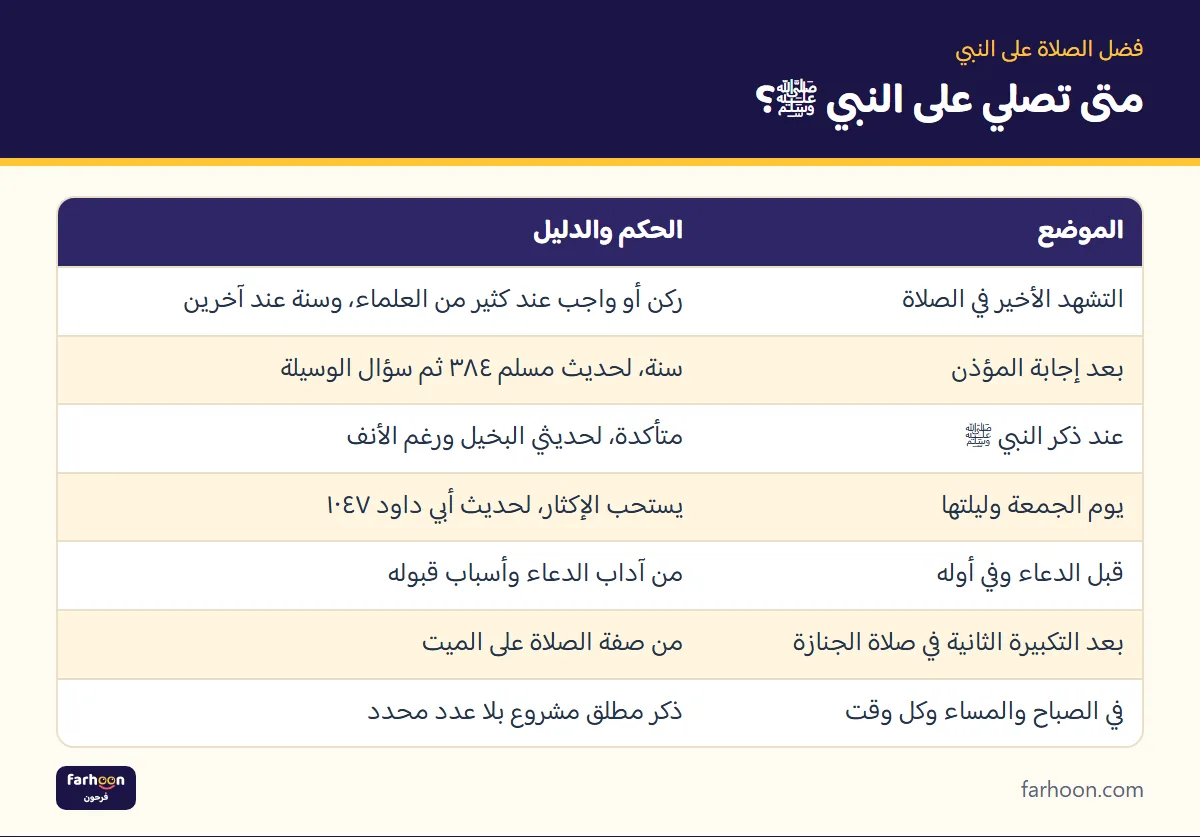 فضل الصلاة على النبي
متى تصلي على النبي ﷺ؟
الموضع الحكم والدليل
التشهد الأخير في الصلاة ركن أو واجب عند كثير من العلماء، وسنة عند آخرين
بعد إجابة المؤذن سنة، لحديث مسلم ٣٨٤ ثم سؤال الوسيلة
عند ذكر النبي ﷺ متأكدة، لحديثي البخيل ورغم الأنف
يوم الجمعة وليلتها يستحب الإكثار، لحديث أبي داود ١٠٤٧
قبل الدعاء وفي أوله من آداب الدعاء وأسباب قبوله
بعد التكبيرة الثانية في صلاة الجنازة من صفة الصلاة على الميت
في الصباح والمساء وكل وقت ذكر مطلق مشروع بلا عدد محدد
farhoon.com
farhoon
فرحون